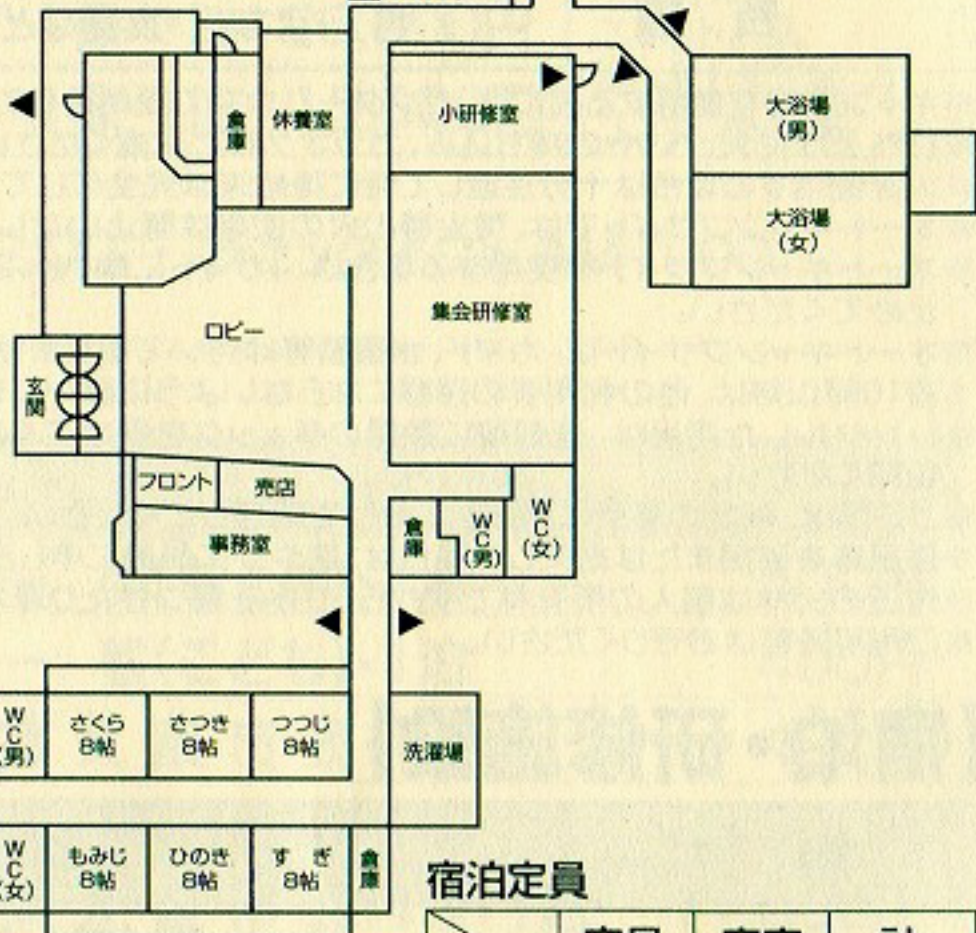 倉庫
休養室
小研修室
大浴場
(男)
大浴場
(女)
集会研修室
ロビー
玄関
フロント
売店
事務室
倉庫
WC(男)
WC(女)
WC(男)
さくら
8帖
さつき
8帖
つつじ
8帖
洗濯場
WC(女)
もみじ
8帖
ひのき
8帖
すぎ
8帖
倉庫
宿泊定員